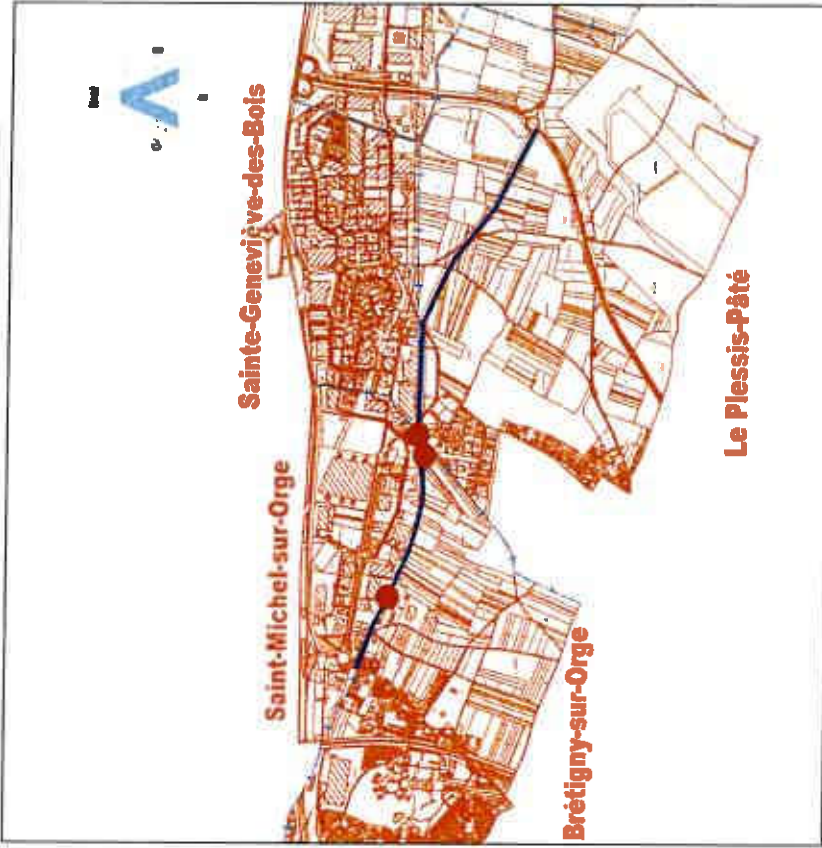 Sainte-Geneviève-des-Bois
Saint-Michel-sur-Orge
Le Plessis-Pâté
Brétigny-sur-Orge